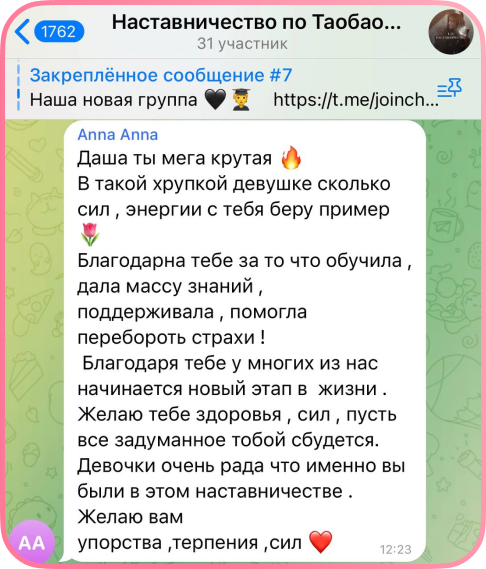 1762
Наставничество по Таобао...
31 участник
Закреплённое сообщение #7
Наша новая группа 🖤👨‍🎓 https://t.me/joinch...
Anna Anna
Даша ты мега крутая 🔥
В такой хрупкой девушке сколько
сил , энергии с тебя беру пример
🌷
Благодарна тебе за то что обучила ,
дала массу знаний ,
поддерживала , помогла
перебороть страхи !
Благодаря тебе у многих из нас
начинается новый этап в жизни .
Желаю тебе здоровья , сил , пусть
все задуманное тобой сбудется.
Девочки очень рада что именно вы
были в этом наставничестве .
Желаю вам
упорства ,терпения ,сил ❤️
12:23
AA